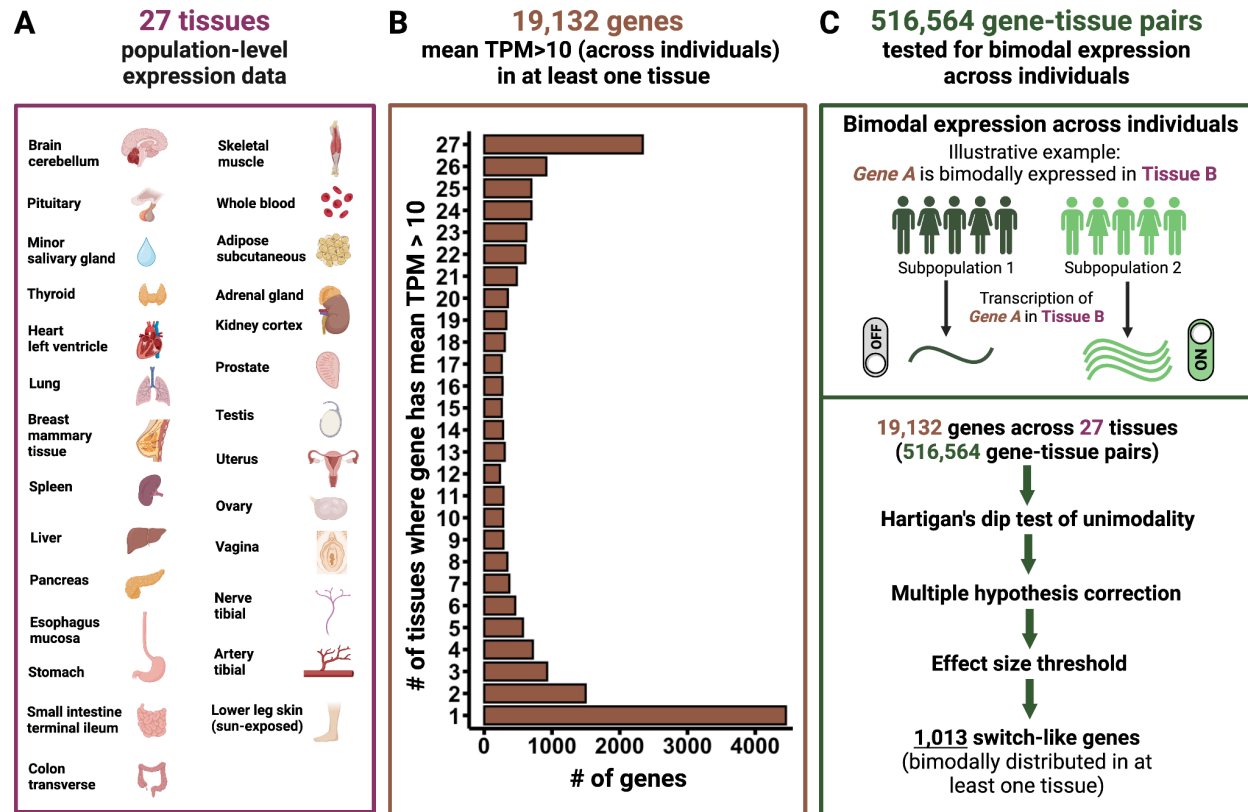 A
27 tissues
population-level
expression data
Brain
cerebellum
Pituitary
Minor
salivary gland
Thyroid
Heart
left ventricle
Lung
Breast
mammary
tissue
Spleen
Liver
Pancreas
Esophagus
mucosa
Stomach
Small intestine
terminal ileum
Colon
transverse
Skeletal
muscle
Whole blood
Adipose
subcutaneous
Adrenal gland
Kidney cortex
Prostate
Testis
Uterus
Ovary
Vagina
Nerve
tibial
Artery
tibial
Lower leg skin
(sun-exposed)
B
19,132 genes
mean TPM>10 (across individuals)
in at least one tissue
# of tissues where gene has mean TPM > 10
27
26
25
24
23
22
21
20
19
18
17
16
15
14
13
12
11
10
9
8
7
6
5
4
3
2
1
0 1000 2000 3000 4000
# of genes
C
516,564 gene-tissue pairs
tested for bimodal expression
across individuals
Bimodal expression across individuals
Illustrative example:
Gene A is bimodally expressed in Tissue B
Subpopulation 1
Subpopulation 2
Transcription of
Gene A in Tissue B
OFF
ON
19,132 genes across 27 tissues
(516,564 gene-tissue pairs)
Hartigan's dip test of unimodality
Multiple hypothesis correction
Effect size threshold
1,013 switch-like genes
(bimodally distributed in at
least one tissue)